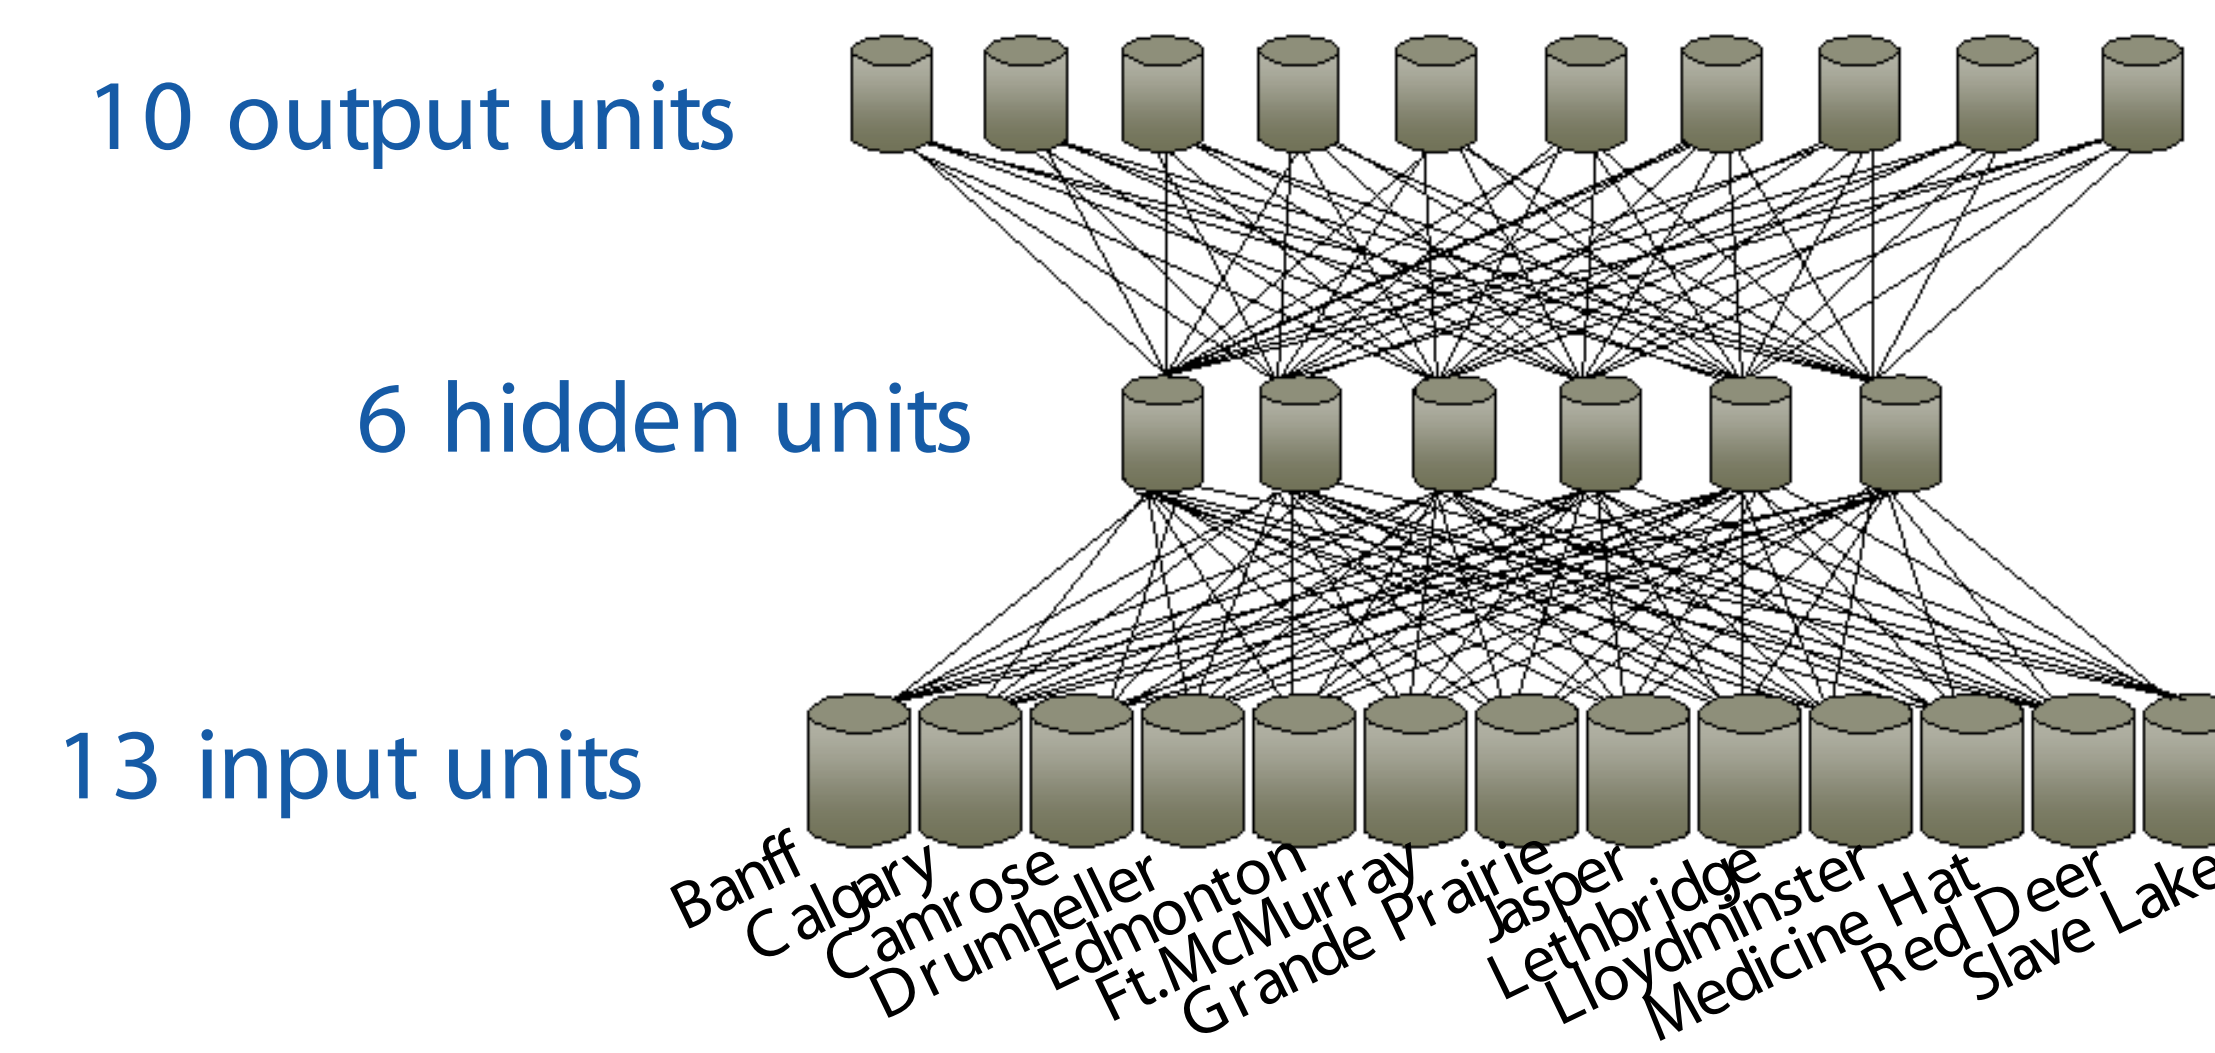 10 output units
6 hidden units
13 input units
Banff
Calgary
Camrose
Drumheller
Edmonton
Ft.McMurray
Grande Prairie
Jasper
Lethbridge
Lloydminster
Medicine Hat
Red Deer
Slave Lake